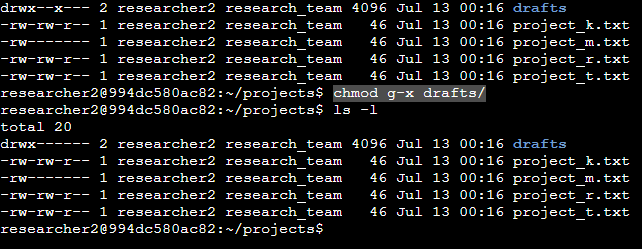 drwx--x--- 2 researcher2 research_team 4096 Jul 13 00:16 drafts
-rw-rw-r-- 1 researcher2 research_team   46 Jul 13 00:16 project_k.txt
-rw------- 1 researcher2 research_team   46 Jul 13 00:16 project_m.txt
-rw-rw-r-- 1 researcher2 research_team   46 Jul 13 00:16 project_r.txt
-rw-rw-r-- 1 researcher2 research_team   46 Jul 13 00:16 project_t.txt
researcher2@994dc580ac82:~/projects$ chmod g-x drafts/
researcher2@994dc580ac82:~/projects$ ls -l
total 20
drwx------ 2 researcher2 research_team 4096 Jul 13 00:16 drafts
-rw-rw-r-- 1 researcher2 research_team   46 Jul 13 00:16 project_k.txt
-rw------- 1 researcher2 research_team   46 Jul 13 00:16 project_m.txt
-rw-rw-r-- 1 researcher2 research_team   46 Jul 13 00:16 project_r.txt
-rw-rw-r-- 1 researcher2 research_team   46 Jul 13 00:16 project_t.txt
researcher2@994dc580ac82:~/projects$